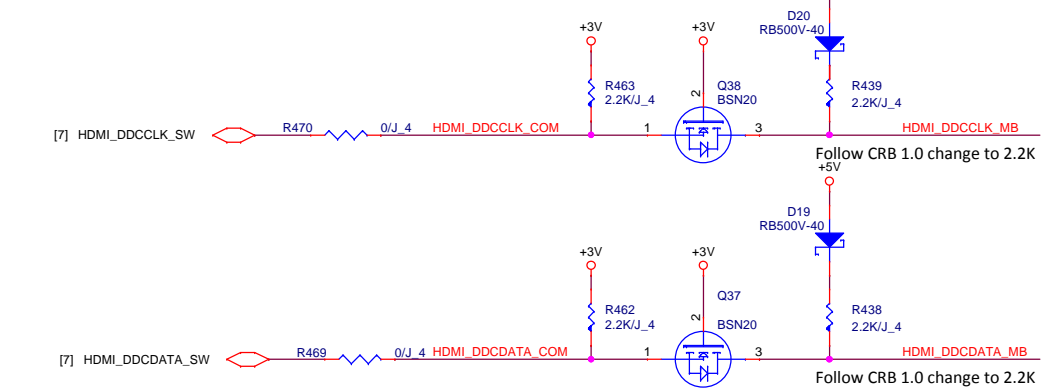 D20
RB500V-40
+3V
+3V
R463
2.2K/J_4
2
Q38
BSN20
R439
2.2K/J_4
[7] HDMI_DDCCLK_SW
R470
0/J_4
HDMI_DDCCLK_COM
1
3
HDMI_DDCCLK_MB
Follow CRB 1.0 change to 2.2K
+5V
D19
RB500V-40
+3V
+3V
R462
2.2K/J_4
2
Q37
BSN20
R438
2.2K/J_4
[7] HDMI_DDCDATA_SW
R469
0/J_4
HDMI_DDCDATA_COM
1
3
HDMI_DDCDATA_MB
Follow CRB 1.0 change to 2.2K